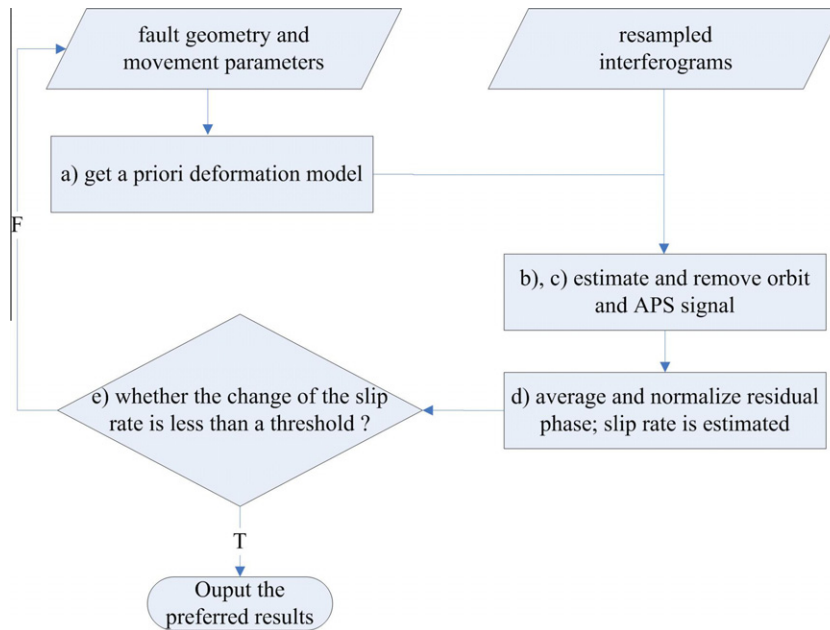 fault geometry and
movement parameters
resampled
interferograms
a) get a priori deformation model
F
b), c) estimate and remove orbit
and APS signal
e) whether the change of the slip
rate is less than a threshold ?
d) average and normalize residual
phase; slip rate is estimated
T
Ouput the
preferred results